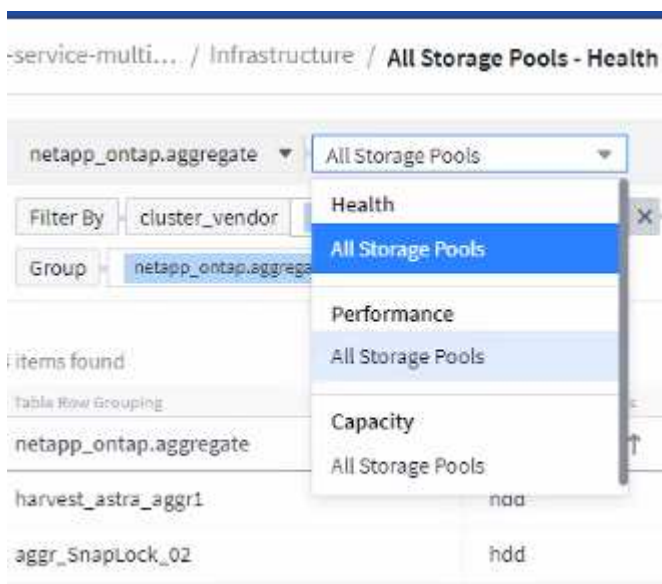 -service-multi... / Infrastructure / All Storage Pools - Health
netapp_ontap.aggregate All Storage Pools
Filter By cluster_vendor
Health
All Storage Pools
Group netapp_ontap.aggrega
Performance
All Storage Pools
items found
Table Row Grouping
Capacity
netapp_ontap.aggregate
All Storage Pools
harvest_astra_aggr1 hdd
aggr_SnapLock_02 hdd